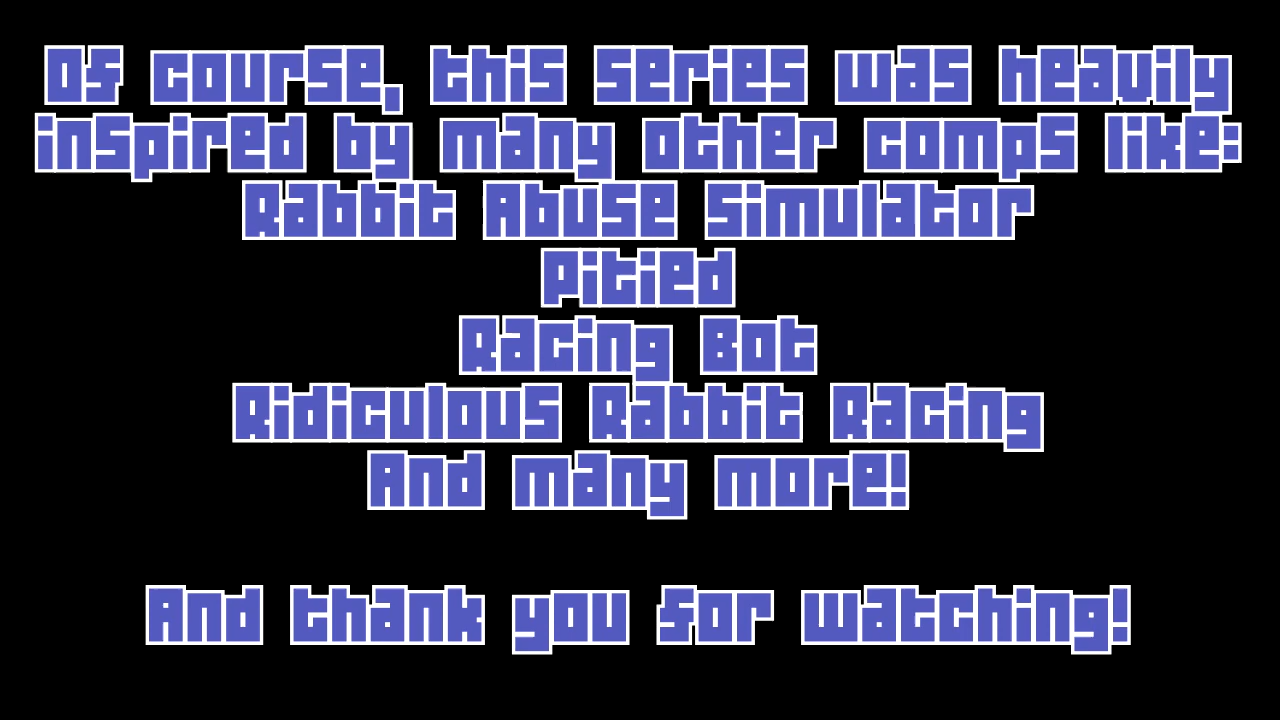 Of course, this series was heavily
inspired by many other comps like:
Rabbit Abuse Simulator
Pitied
Racing Bot
Ridiculous Rabbit Racing
And many more!
And thank you for watching!